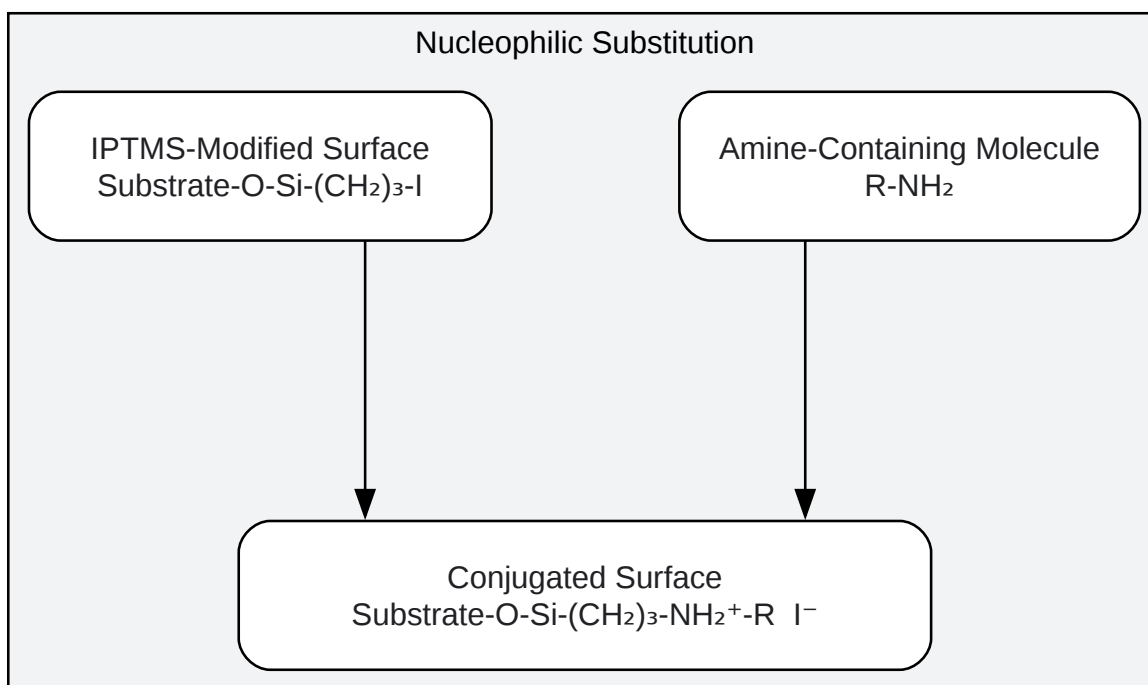 Nucleophilic Substitution
IPTMS-Modified Surface
Substrate-O-Si-(CH₂)₃-I
Amine-Containing Molecule
R-NH₂
Conjugated Surface
Substrate-O-Si-(CH₂)₃-NH₂⁺-R  I⁻